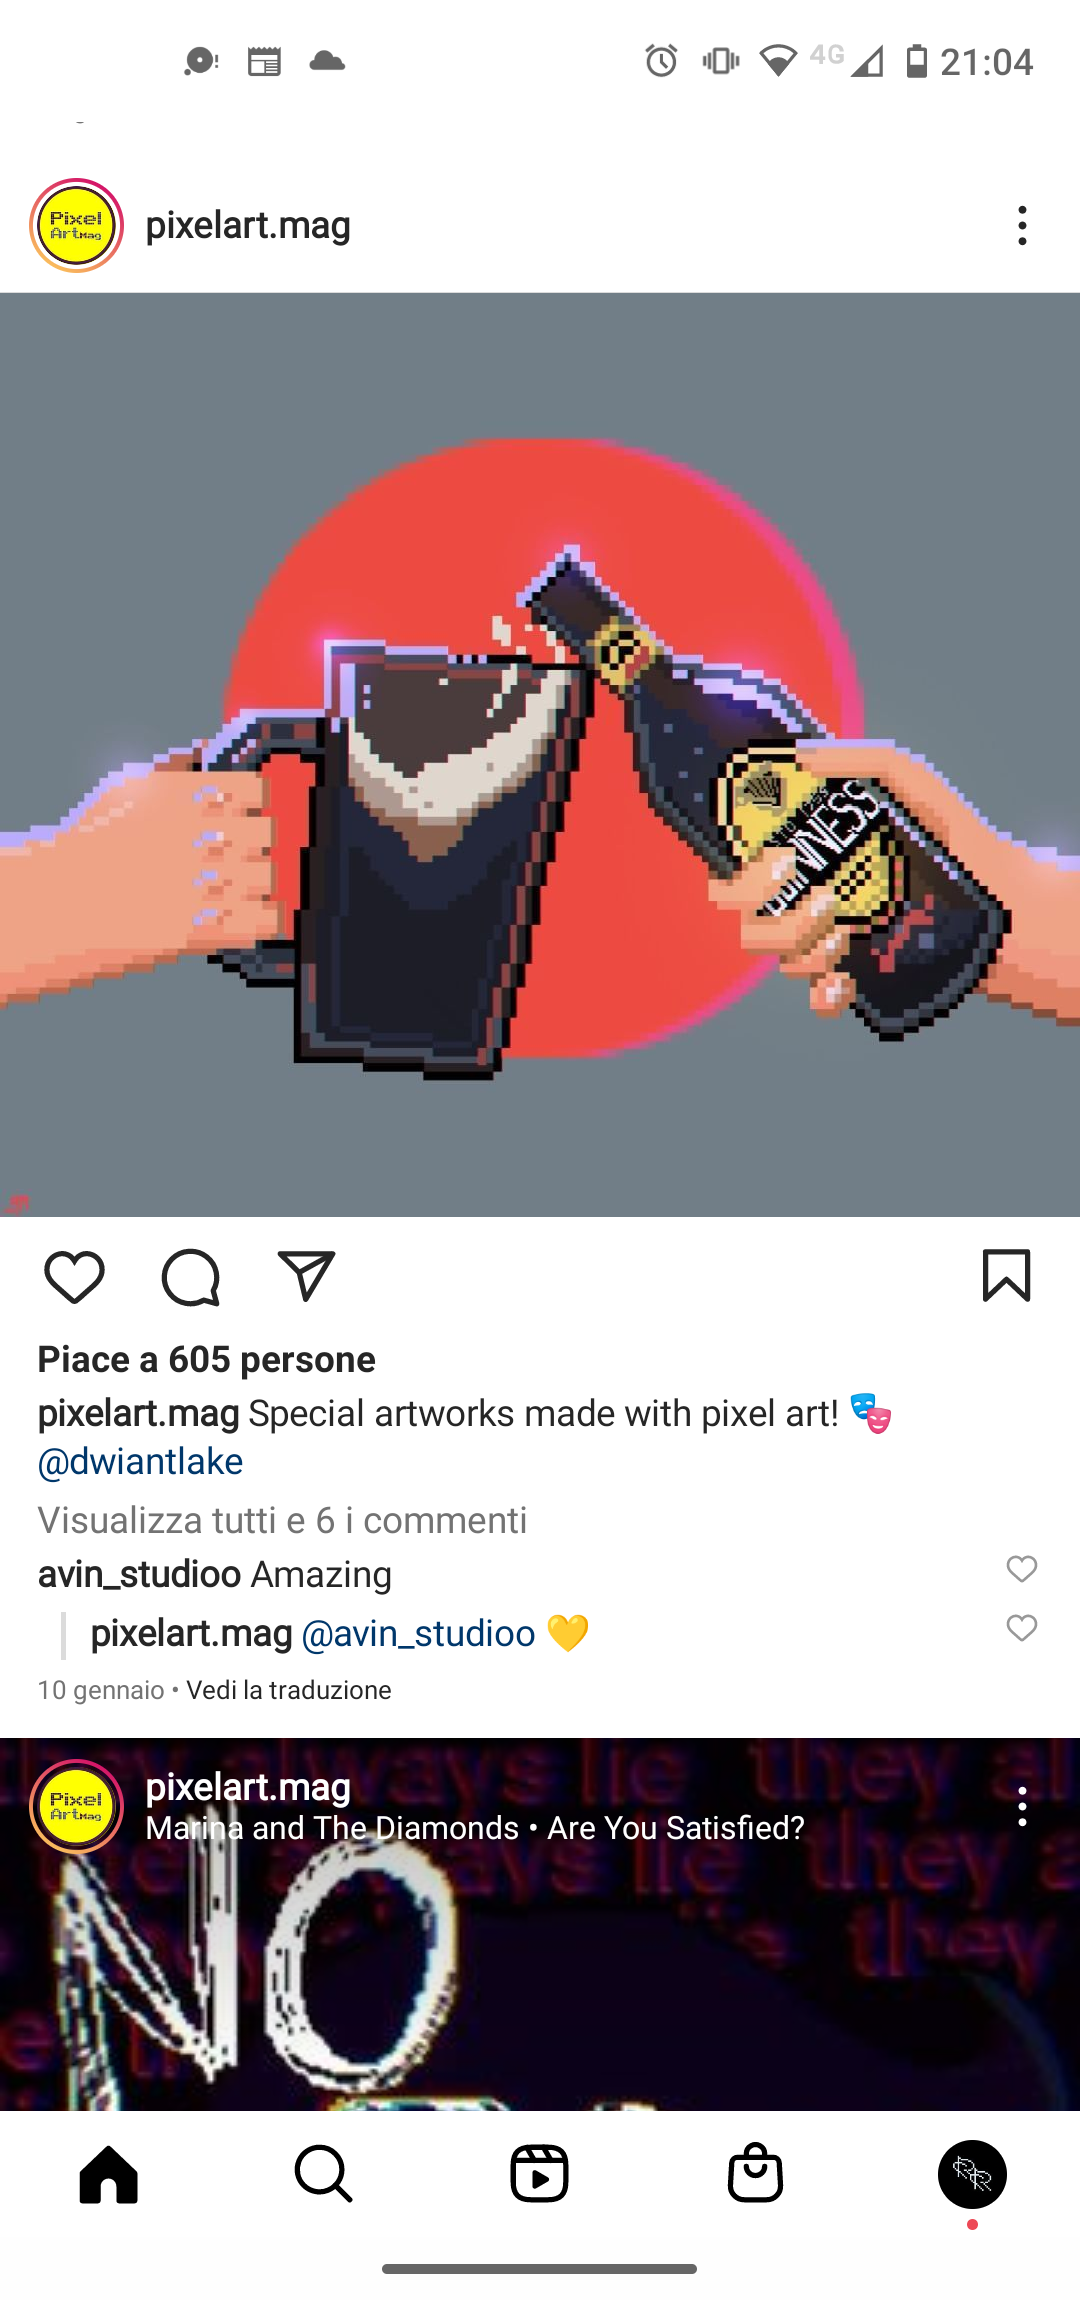 4G 21:04
Pixel
ArtMag
pixelart.mag
GUINNESS
Piace a 605 persone
pixelart.mag Special artworks made with pixel art! 🎭
@dwiantlake
Visualizza tutti e 6 i commenti
avin_studioo Amazing
pixelart.mag @avin_studioo 💛
10 gennaio • Vedi la traduzione
they always lie they al
Pixel
ArtMag
pixelart.mag
Marina and The Diamonds • Are You Satisfied?
always lie they a
they
NO